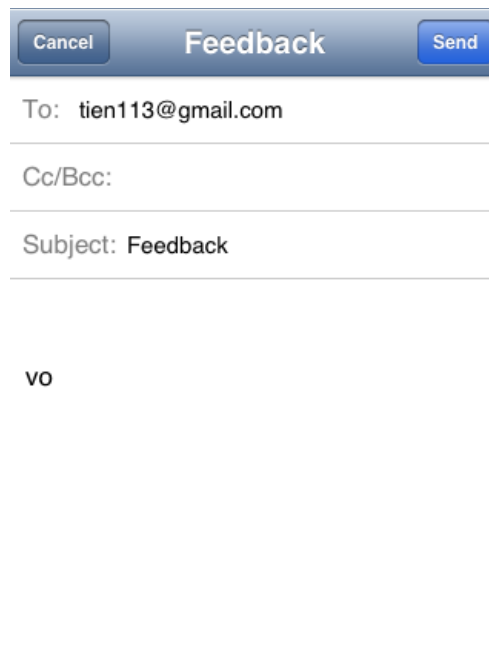 Cancel Feedback Send
To: tien113@gmail.com
Cc/Bcc:
Subject: Feedback
vo